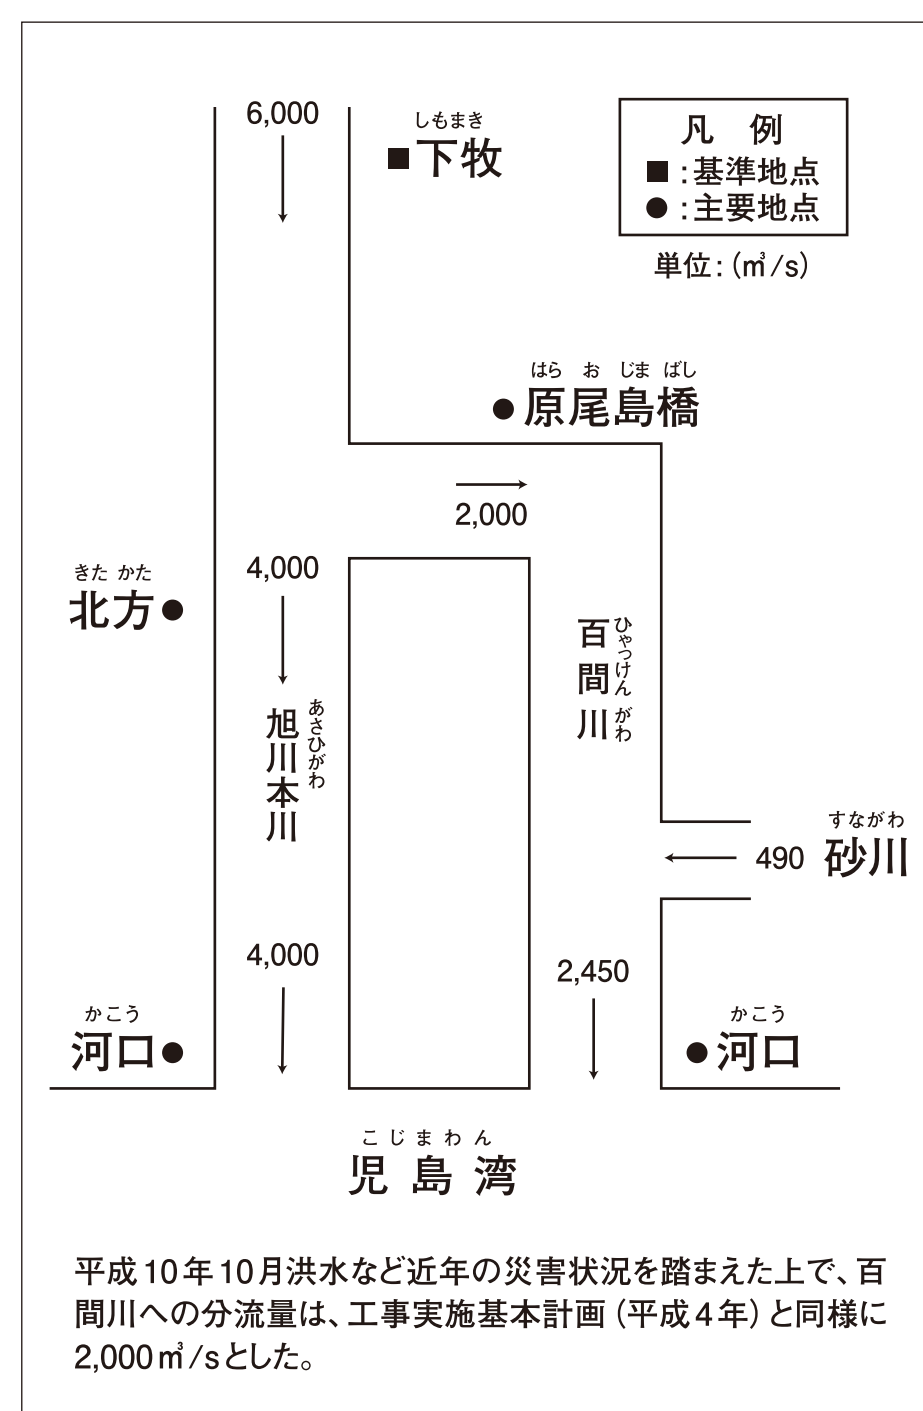 6,000
しもまき
■下牧
凡 例
■:基準地点
●:主要地点
単位:(㎥/s)
はら お じま ばし
●原尾島橋
2,000
4,000
きた かた
北方●
百間川
ひゃっけん がわ
旭川本川
あさひがわ
すながわ
490 砂川
4,000
2,450
かこう
河口●
かこう
●河口
こ じ ま わ ん
児 島 湾
平成10年10月洪水など近年の災害状況を踏まえた上で、百
間川への分流量は、工事実施基本計画(平成4年)と同様に
2,000㎥/sとした。